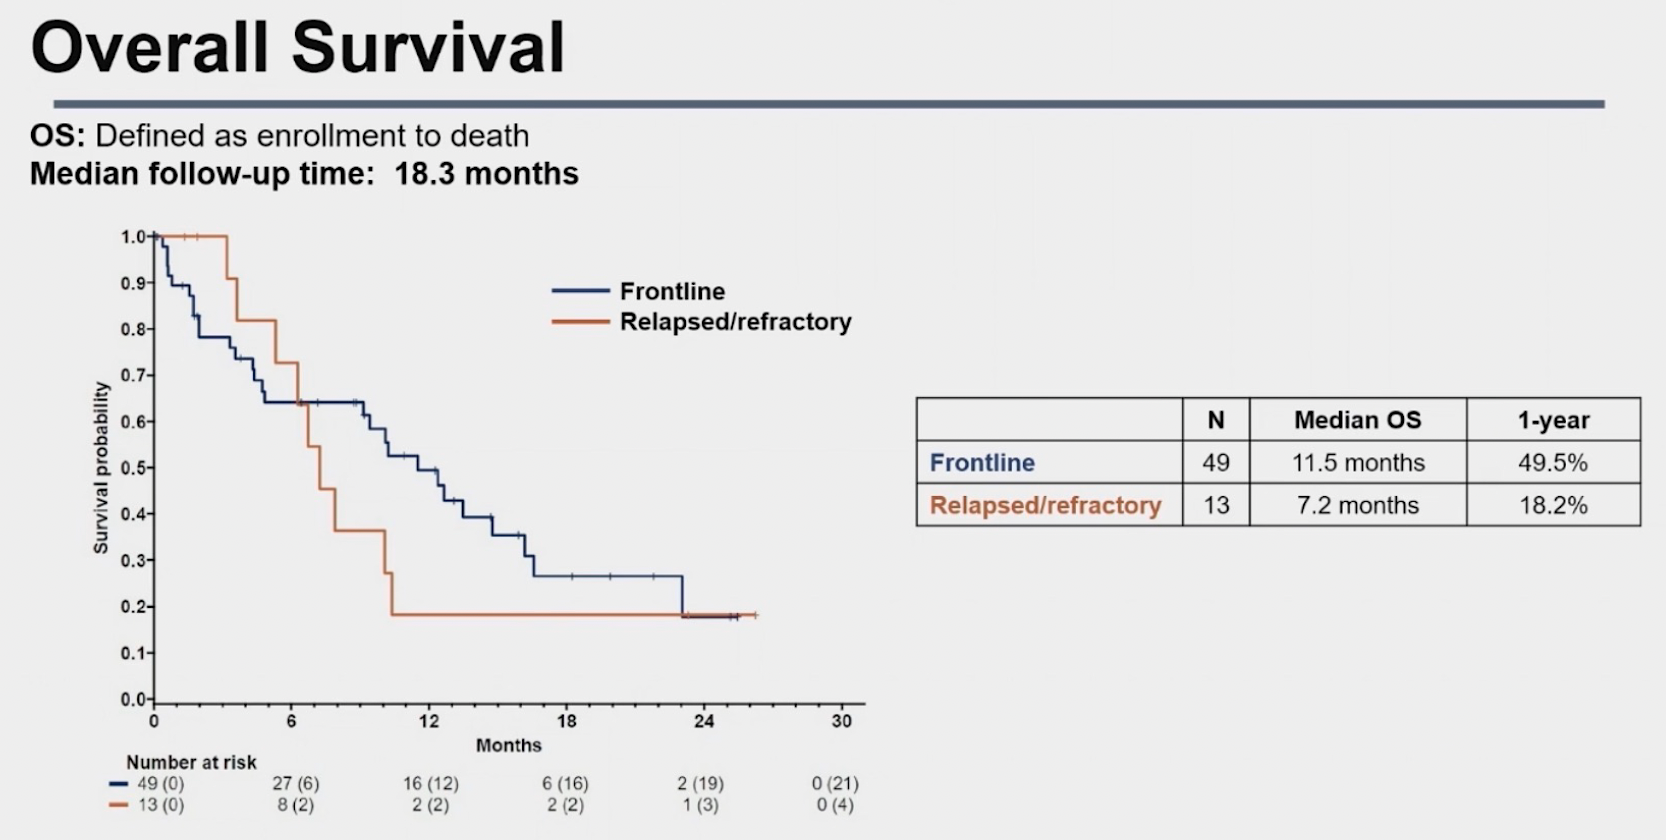 Overall Survival
OS: Defined as enrollment to death
Median follow-up time: 18.3 months
1.0
0.9
0.8
0.7
0.6
0.5
0.4
0.3
0.2
0.1
0.0
Survival probability
Frontline
Relapsed/refractory
0 6 12 18 24 30
Months
Number at risk
49 (0) 27 (6) 16 (12) 6 (16) 2 (19) 0 (21)
13 (0) 8 (2) 2 (2) 2 (2) 1 (3) 0 (4)
N Median OS 1-year
Frontline 49 11.5 months 49.5%
Relapsed/refractory 13 7.2 months 18.2%